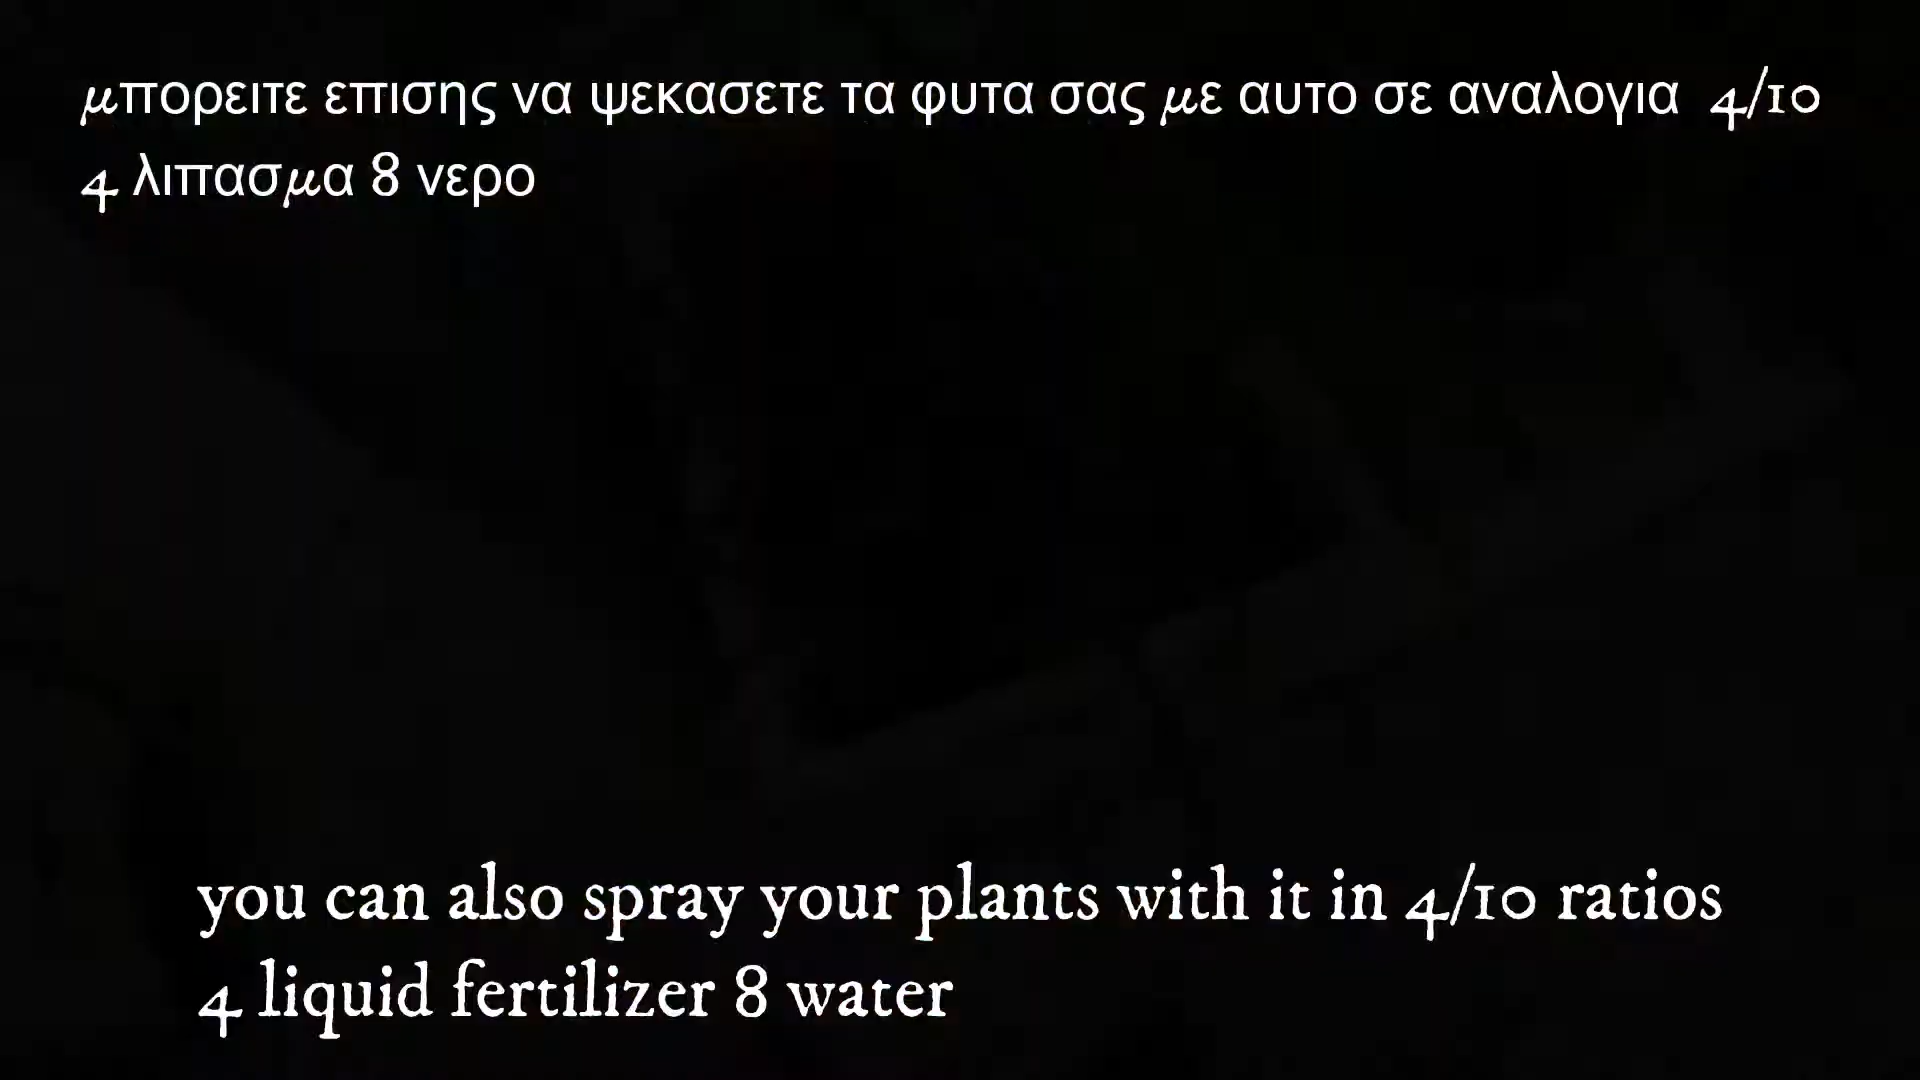 μπορειτε επισης να ψεκασετε τα φυτα σας με αυτο σε αναλογια 4/10
4 λιπασμα 8 νερο
you can also spray your plants with it in 4/10 ratios
4 liquid fertilizer 8 water